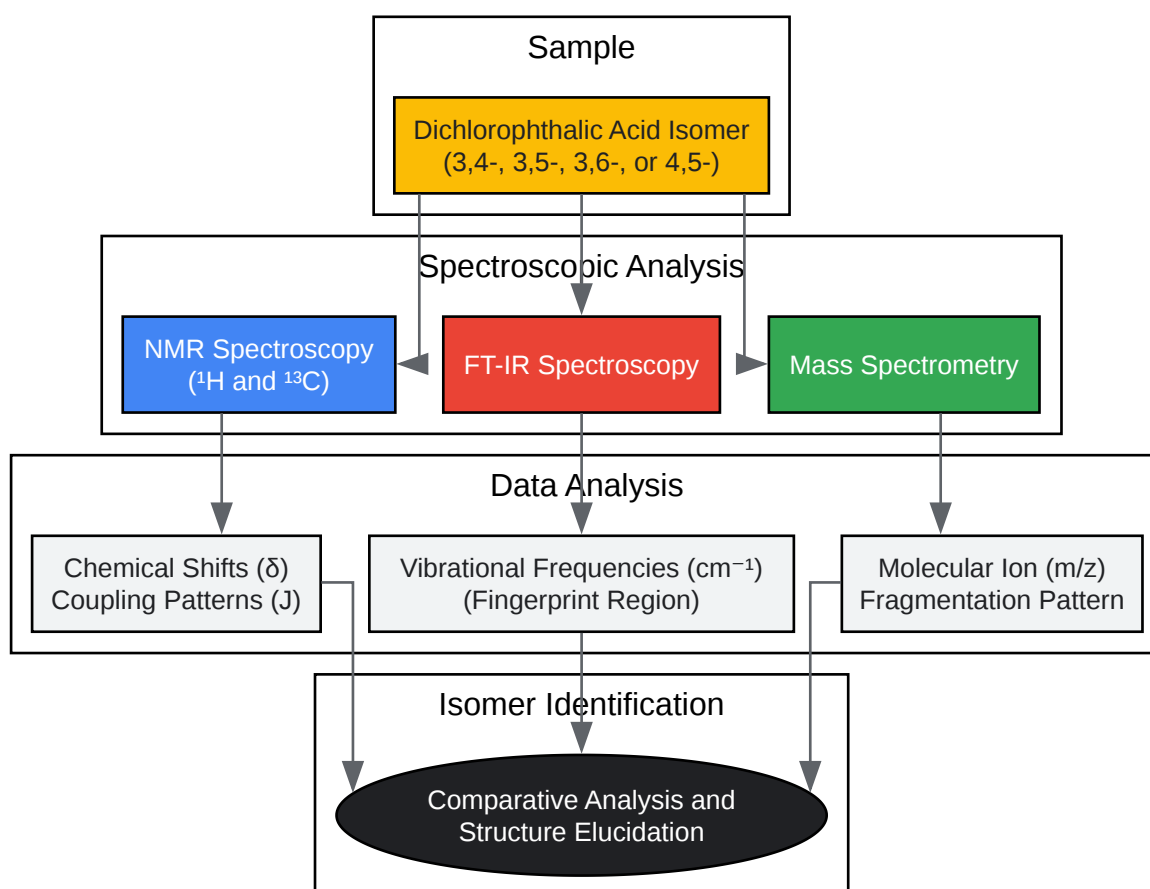 Sample
Dichlorophthalic Acid Isomer
(3,4-, 3,5-, 3,6-, or 4,5-)
Spectroscopic Analysis
NMR Spectroscopy
(¹H and ¹³C)
FT-IR Spectroscopy
Mass Spectrometry
Data Analysis
Chemical Shifts (δ)
Coupling Patterns (J)
Vibrational Frequencies (cm⁻¹)
(Fingerprint Region)
Molecular Ion (m/z)
Fragmentation Pattern
Isomer Identification
Comparative Analysis and
Structure Elucidation